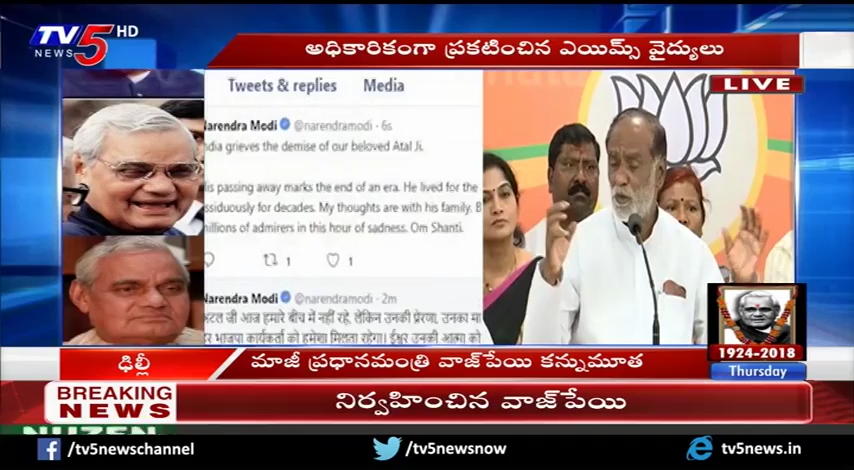 TV5 HD
NEWS
అధికారికంగా ప్రకటించిన ఎయిమ్స్ వైద్యులు
LIVE
Tweets & replies Media
Narendra Modi @narendramodi · 6s
ndia grieves the demise of our beloved Atal Ji.
is passing away marks the end of an era. He lived for the
ssiduously for decades. My thoughts are with his family, B
millions of admirers in this hour of sadness. Om Shanti.
1 1
Narendra Modi @narendramodi · 2m
अटल जी आज हमारे बीच में नहीं रहे, लेकिन उनकी प्रेरणा, उनका मा
हर भाजपा कार्यकर्ता को हमेशा मिलता रहेगा। ईश्वर उनकी आत्मा को
1924-2018
Thursday
ఢిల్లీ
మాజీ ప్రధానమంత్రి వాజ్‌పేయి కన్నుమూత
BREAKING
NEWS
నిర్వహించిన వాజ్‌పేయి
/tv5newschannel
/tv5newsnow
tv5news.in